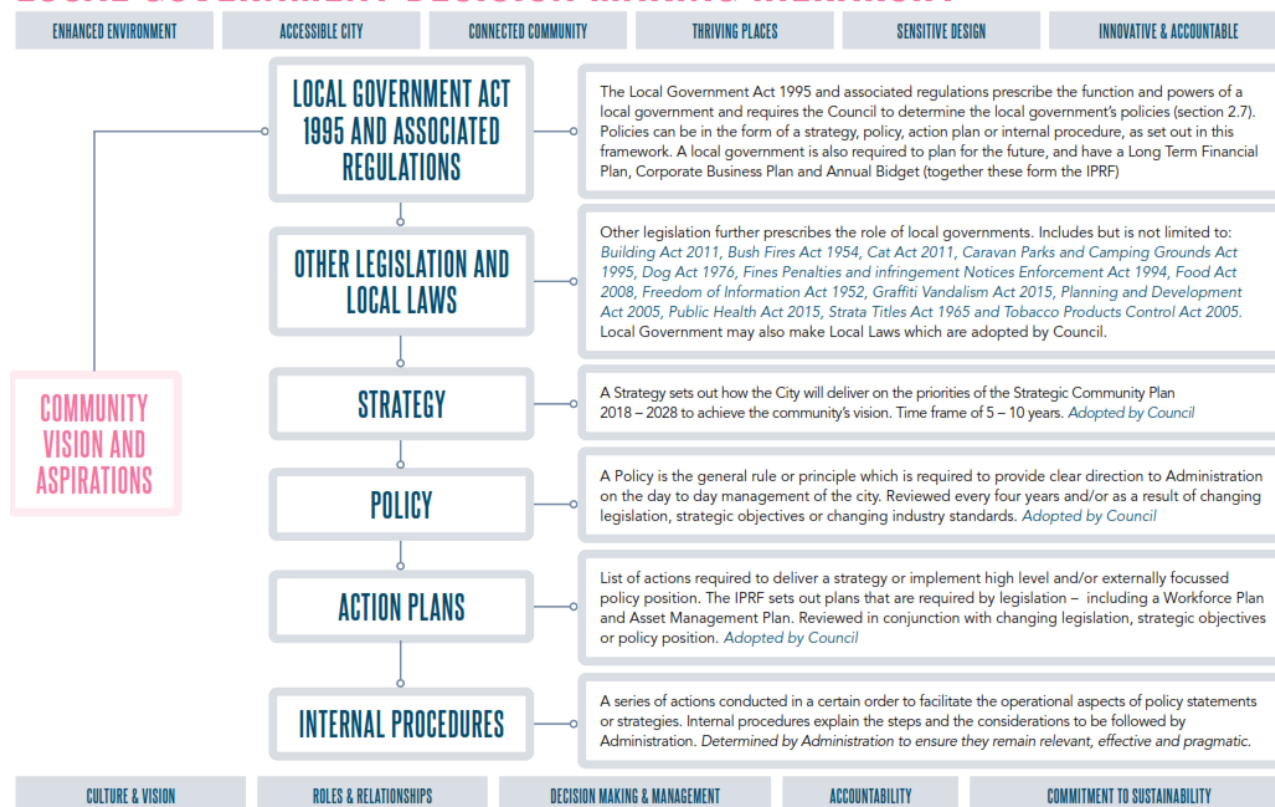 LOCAL GOVERNMENT DECISION MAKING HIERARCHY
ENHANCED ENVIRONMENT
ACCESSIBLE CITY
CONNECTED COMMUNITY
THRIVING PLACES
SENSITIVE DESIGN
INNOVATIVE & ACCOUNTABLE
LOCAL GOVERNMENT ACT
1995 AND ASSOCIATED
REGULATIONS
The Local Government Act 1995 and associated regulations prescribe the function and powers of a
local government and requires the Council to determine the local government's policies (section 2.7).
Policies can be in the form of a strategy, policy, action plan or internal procedure, as set out in this
framework. A local government is also required to plan for the future, and have a Long Term Financial
Plan, Corporate Business Plan and Annual Budget (together these form the IPRF)
OTHER LEGISLATION AND
LOCAL LAWS
Other legislation further prescribes the role of local governments. Includes but is not limited to:
Building Act 2011, Bush Fires Act 1954, Cat Act 2011, Caravan Parks and Camping Grounds Act
1995, Dog Act 1976, Fines Penalties and infringement Notices Enforcement Act 1994, Food Act
2008, Freedom of Information Act 1952, Graffiti Vandalism Act 2015, Planning and Development
Act 2005, Public Health Act 2015, Strata Titles Act 1965 and Tobacco Products Control Act 2005.
Local Government may also make Local Laws which are adopted by Council.
COMMUNITY
VISION AND
ASPIRATIONS
STRATEGY
A Strategy sets out how the City will deliver on the priorities of the Strategic Community Plan
2018 – 2028 to achieve the community's vision. Time frame of 5 – 10 years. Adopted by Council
POLICY
A Policy is the general rule or principle which is required to provide clear direction to Administration
on the day to day management of the city. Reviewed every four years and/or as a result of changing
legislation, strategic objectives or changing industry standards. Adopted by Council
ACTION PLANS
List of actions required to deliver a strategy or implement high level and/or externally focussed
policy position. The IPRF sets out plans that are required by legislation – including a Workforce Plan
and Asset Management Plan. Reviewed in conjunction with changing legislation, strategic objectives
or policy position. Adopted by Council
INTERNAL PROCEDURES
A series of actions conducted in a certain order to facilitate the operational aspects of policy statements
or strategies. Internal procedures explain the steps and the considerations to be followed by
Administration. Determined by Administration to ensure they remain relevant, effective and pragmatic.
CULTURE & VISION
ROLES & RELATIONSHIPS
DECISION MAKING & MANAGEMENT
ACCOUNTABILITY
COMMITMENT TO SUSTAINABILITY